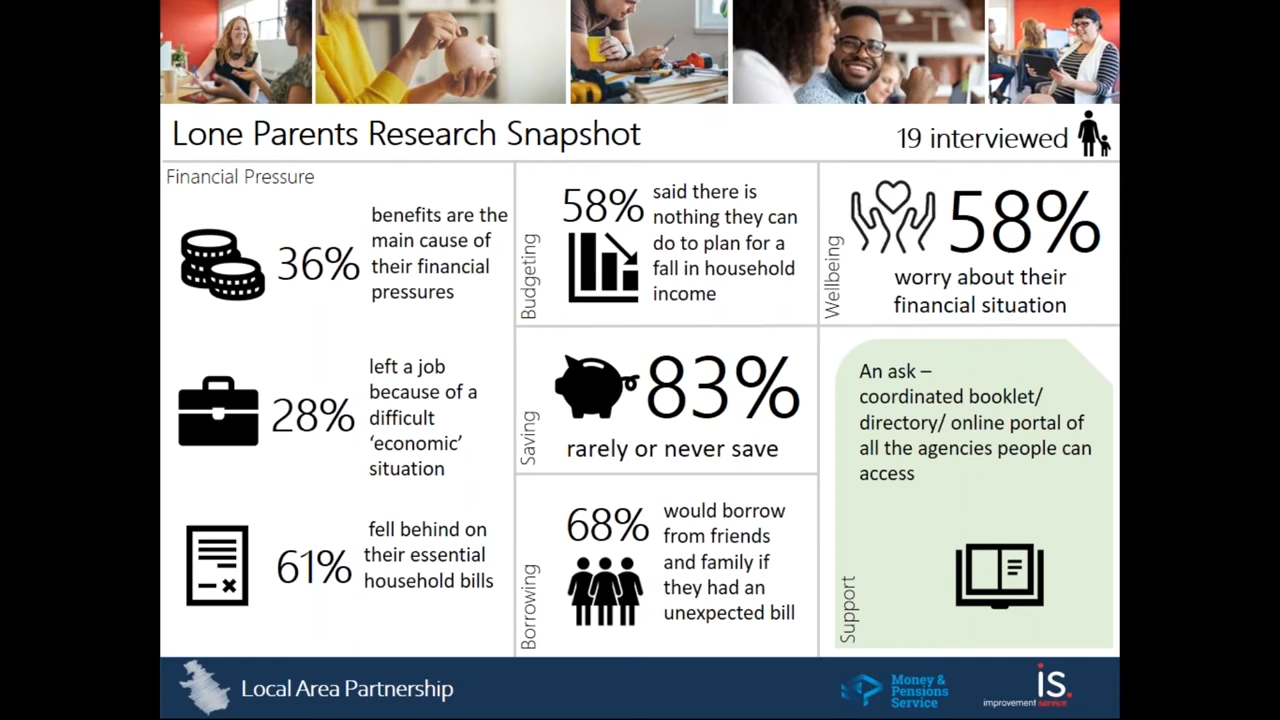 Lone Parents Research Snapshot
19 interviewed
Financial Pressure
36%
benefits are the
main cause of
their financial
pressures
28%
left a job
because of a
difficult
‘economic’
situation
61%
fell behind on
their essential
household bills
Budgeting
58%
said there is
nothing they can
do to plan for a
fall in household
income
Saving
83%
rarely or never save
Borrowing
68%
would borrow
from friends
and family if
they had an
unexpected bill
Wellbeing
58%
worry about their
financial situation
Support
An ask –
coordinated booklet/
directory/ online portal of
all the agencies people can
access
Local Area Partnership
Money &
Pensions
Service
is.
improvement service